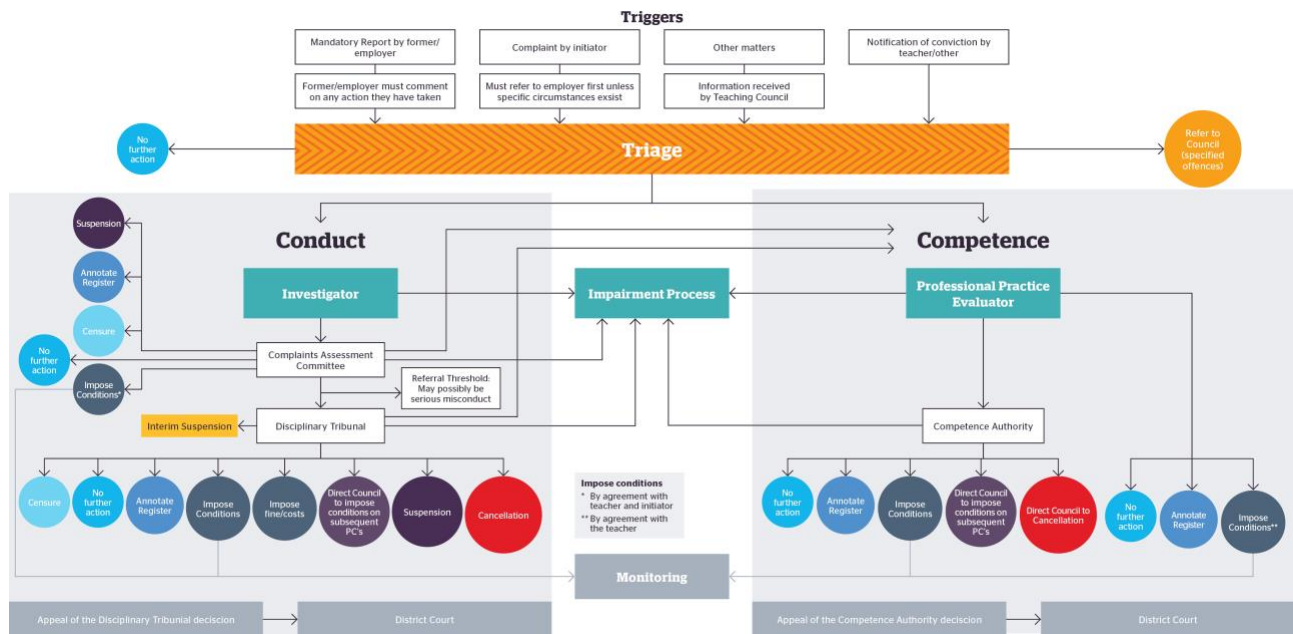 Triggers
Mandatory Report by former/
employer
Complaint by initiator
Other matters
Notification of conviction by
teacher/other
Former/employer must comment
on any action they have taken
Must refer to employer first unless
specific circumstances exsist
Information received
by Teaching Council
No
further
action
Triage
Refer to
Council
(specified
offences)
Suspension
Annotate
Register
Censure
No
further
action
Impose
Conditions*
Conduct
Investigator
Complaints Assessment
Committee
Referral Threshold:
May possibly be
serious misconduct
Interim Suspension
Disciplinary Tribunal
Impairment Process
Competence
Professional Practice
Evaluator
Competence Authority
Censure
No
further
action
Annotate
Register
Impose
Conditions
Impose
fine/costs
Direct Council
to impose
conditions on
subsequent
PC's
Suspension
Cancellation
Impose conditions
* By agreement with
teacher and initiator
** By agreement with
the teacher
No
further
action
Annotate
Register
Impose
Conditions
Direct Council
to impose
conditions on
subsequent
PC's
Direct Council to
Cancellation
No
further
action
Annotate
Register
Impose
Conditions**
Monitoring
Appeal of the Disciplinary Tribunial deciscion
District Court
Appeal of the Competence Authority deciscion
District Court